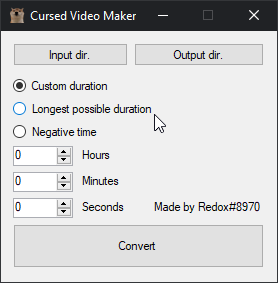 Cursed Video Maker
Input dir. Output dir.
Custom duration
Longest possible duration
Negative time
0 Hours
0 Minutes
0 Seconds Made by Redox#8970
Convert